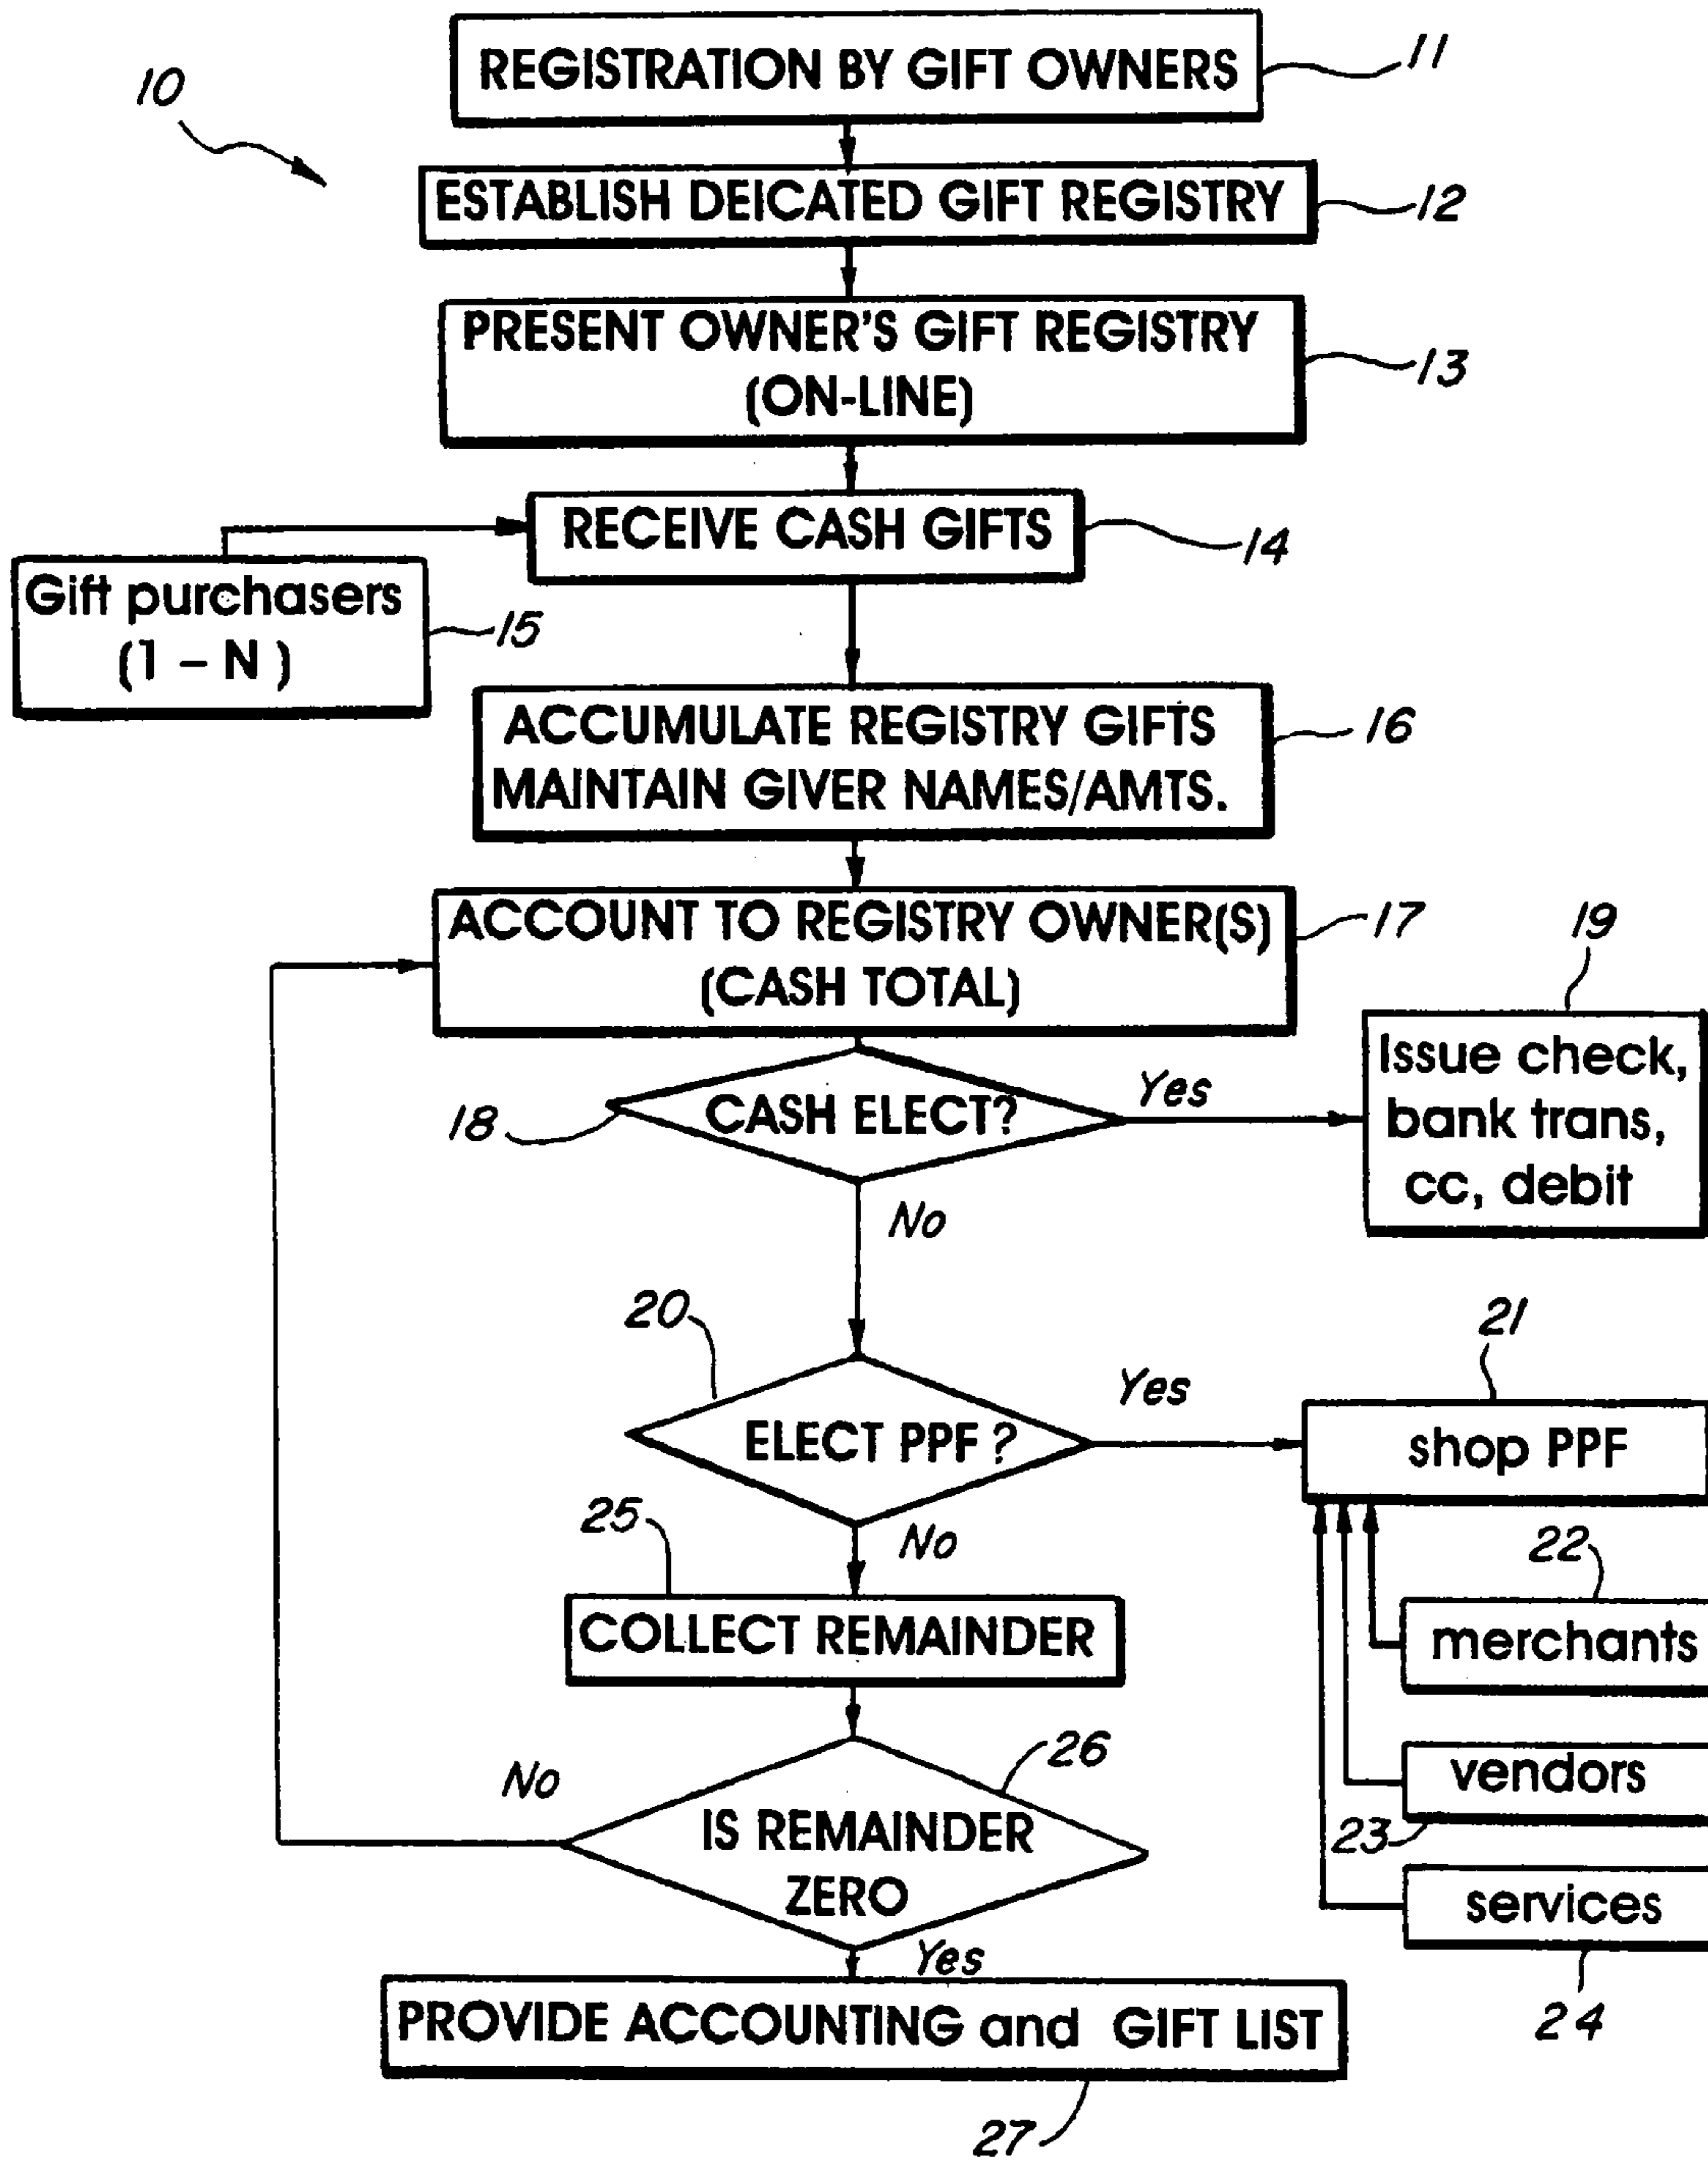 REGISTRATION BY GIFT OWNERS
11
10
ESTABLISH DEICATED GIFT REGISTRY
12
PRESENT OWNER'S GIFT REGISTRY
(ON-LINE)
13
RECEIVE CASH GIFTS
14
Gift purchasers
(1 – N )
15
ACCUMULATE REGISTRY GIFTS
MAINTAIN GIVER NAMES/AMTS.
16
ACCOUNT TO REGISTRY OWNER(S)
(CASH TOTAL)
17
CASH ELECT?
18
Yes
19
Issue check,
bank trans,
cc, debit
No
20
ELECT PPF ?
Yes
21
shop PPF
No
22
merchants
vendors
23
services
24
25
COLLECT REMAINDER
26
IS REMAINDER
ZERO
No
Yes
PROVIDE ACCOUNTING and GIFT LIST
27